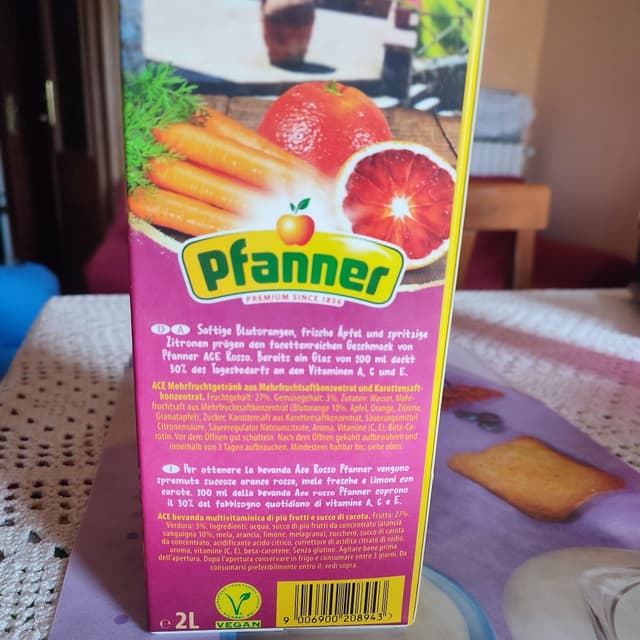 Pfanner
PREMIUM SINCE 1856
D A Saftige Blutorangen, frische Äpfel und spritzige
Zitronen prägen den facettenreichen Geschmack von
Pfanner ACE Rosso. Bereits ein Glas von 200 ml deckt
30% des Tagesbedarfs an den Vitaminen A, C und E.
ACE Mehrfruchtgetränk aus Mehrfruchtsaftkonzentrat und Karottensaft-
konzentrat. Fruchtgehalt: 27%. Gemüsegehalt: 3%. Zutaten: Wasser, Mehr-
fruchtsaft aus Mehrfruchtsaftkonzentrat (Blutorange 10%, Apfel, Orange, Zitrone,
Granatapfel), Zucker, Karottensaft aus Karottensaftkonzentrat, Säuerungsmittel
Citronensäure, Säureregulator Natriumcitrate, Aroma, Vitamine (C, E), Beta-Ca-
rotin. Vor dem Öffnen gut schütteln. Nach dem Öffnen gekühlt aufbewahren und
innerhalb von 3 Tagen aufbrauchen. Mindestens haltbar bis: siehe oben.
I Per ottenere la bevanda Ace Rosso Pfanner vengono
spremute succose arance rosse, mele fresche e limoni con
carote. 200 ml della bevanda Ace rosso Pfanner coprono
il 30% del fabbisogno quotidiano di vitamine A, C e E.
ACE bevanda multivitaminica di più frutti e succo di carota. Frutta: 27%.
Verdura: 3%. Ingredienti: acqua, succo di più frutti da concentrato (arancia
sanguigna 10%, mela, arancia, limone, melagrana), zucchero, succo di carota
da concentrato, acidificante acido citrico, correttore di acidità citrato di sodio,
aroma, vitamine (C, E), beta-carotene. Senza glutine. Agitare bene prima
dell'apertura. Dopo l'apertura conservare in frigo e consumare entro 3 giorni. Da
consumarsi preferibilmente entro il: vedi sopra.
e 2L
VEGAN
9 006900 208943 >